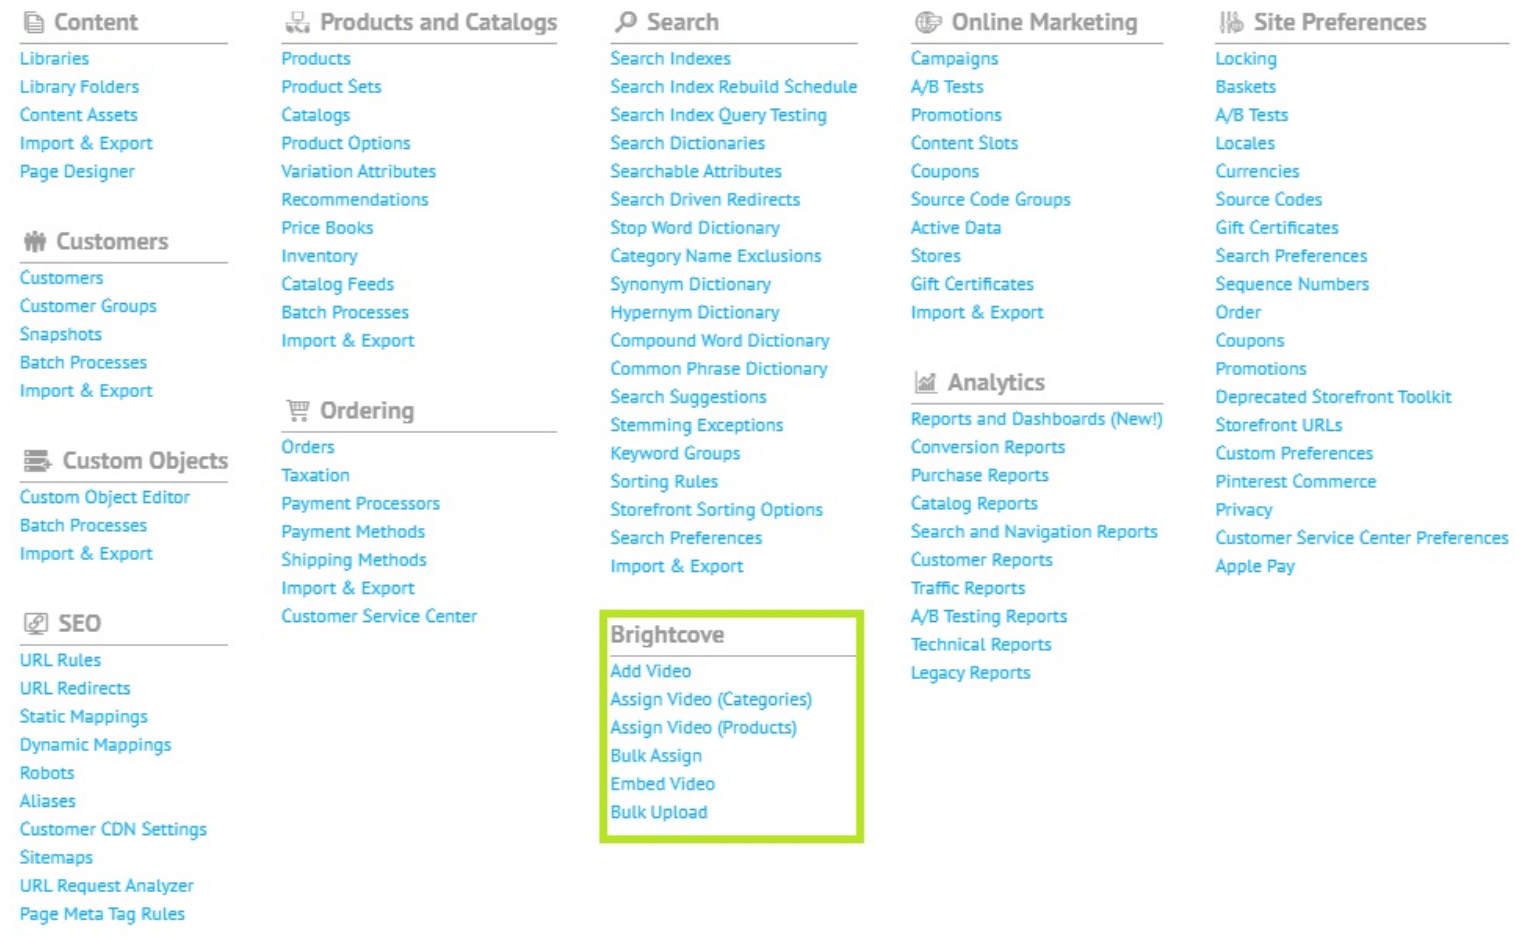 Content
Libraries
Library Folders
Content Assets
Import & Export
Page Designer
Customers
Customers
Customer Groups
Snapshots
Batch Processes
Import & Export
Custom Objects
Custom Object Editor
Batch Processes
Import & Export
SEO
URL Rules
URL Redirects
Static Mappings
Dynamic Mappings
Robots
Aliases
Customer CDN Settings
Sitemaps
URL Request Analyzer
Page Meta Tag Rules
Products and Catalogs
Products
Product Sets
Catalogs
Product Options
Variation Attributes
Recommendations
Price Books
Inventory
Catalog Feeds
Batch Processes
Import & Export
Ordering
Orders
Taxation
Payment Processors
Payment Methods
Shipping Methods
Import & Export
Customer Service Center
Search
Search Indexes
Search Index Rebuild Schedule
Search Index Query Testing
Search Dictionaries
Searchable Attributes
Search Driven Redirects
Stop Word Dictionary
Category Name Exclusions
Synonym Dictionary
Hypernym Dictionary
Compound Word Dictionary
Common Phrase Dictionary
Search Suggestions
Stemming Exceptions
Keyword Groups
Sorting Rules
Storefront Sorting Options
Search Preferences
Import & Export
Brightcove
Add Video
Assign Video (Categories)
Assign Video (Products)
Bulk Assign
Embed Video
Bulk Upload
Online Marketing
Campaigns
A/B Tests
Promotions
Content Slots
Coupons
Source Code Groups
Active Data
Stores
Gift Certificates
Import & Export
Analytics
Reports and Dashboards (New!)
Conversion Reports
Purchase Reports
Catalog Reports
Search and Navigation Reports
Customer Reports
Traffic Reports
A/B Testing Reports
Technical Reports
Legacy Reports
Site Preferences
Locking
Baskets
A/B Tests
Locales
Currencies
Source Codes
Gift Certificates
Search Preferences
Sequence Numbers
Order
Coupons
Promotions
Deprecated Storefront Toolkit
Storefront URLs
Custom Preferences
Pinterest Commerce
Privacy
Customer Service Center Preferences
Apple Pay